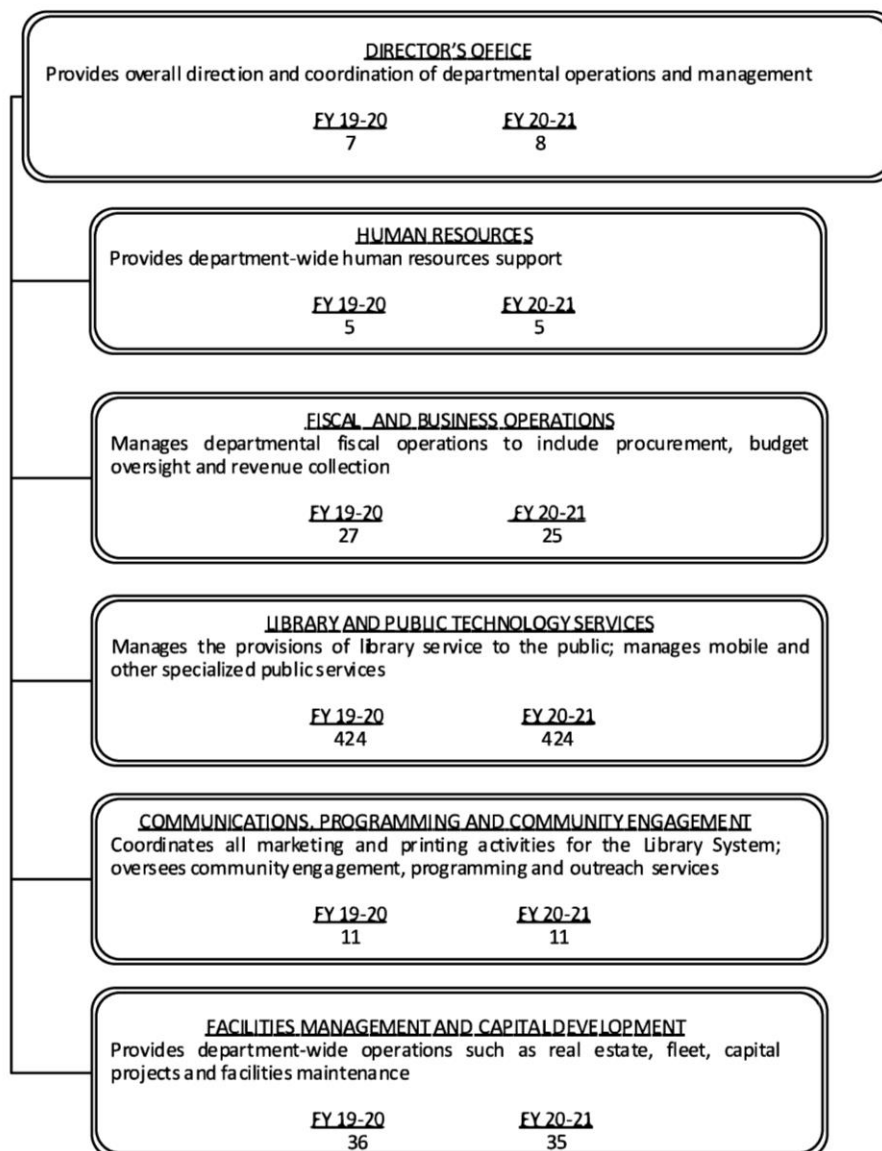 DIRECTOR'S OFFICE
Provides overall direction and coordination of departmental operations and management
FY 19-20 FY 20-21
7 8
HUMAN RESOURCES
Provides department-wide human resources support
FY 19-20 FY 20-21
5 5
FISCAL AND BUSINESS OPERATIONS
Manages departmental fiscal operations to include procurement, budget
oversight and revenue collection
FY 19-20 FY 20-21
27 25
LIBRARY AND PUBLIC TECHNOLOGY SERVICES
Manages the provisions of library service to the public; manages mobile and
other specialized public services
FY 19-20 FY 20-21
424 424
COMMUNICATIONS, PROGRAMMING AND COMMUNITY ENGAGEMENT
Coordinates all marketing and printing activities for the Library System;
oversees community engagement, programming and outreach services
FY 19-20 FY 20-21
11 11
FACILITIES MANAGEMENT AND CAPITAL DEVELOPMENT
Provides department-wide operations such as real estate, fleet, capital
projects and facilities maintenance
FY 19-20 FY 20-21
36 35